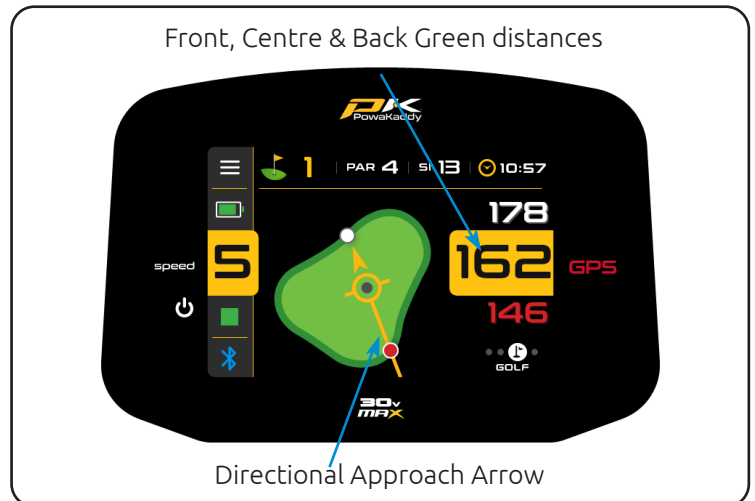 Front, Centre & Back Green distances
PK
PowaKaddy
1 PAR 4 SI 13 10:57
178
speed 5 162 GPS
146
GOLF
30v
MAX
Directional Approach Arrow